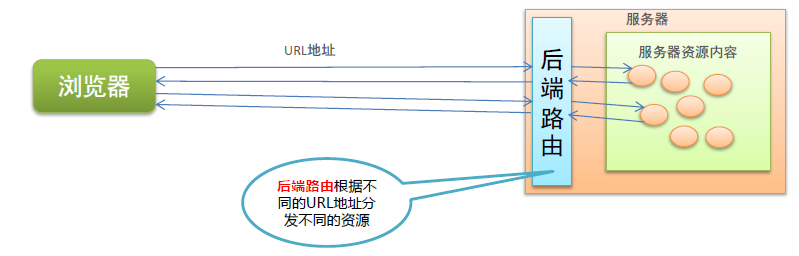 服务器
URL地址
服务器资源内容
浏览器
后端路由
后端路由根据不
同的URL地址分
发不同的资源